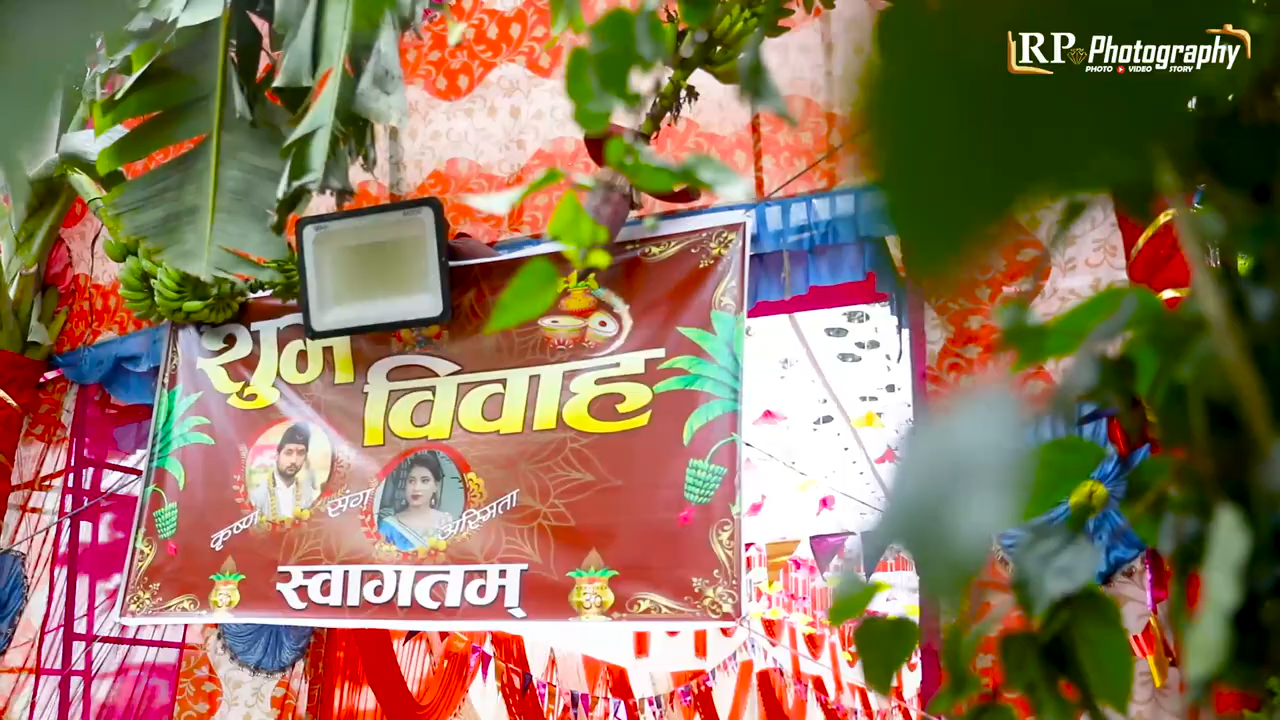 RP Photography
PHOTO VIDEO STORY
शुभ
विवाह
कृष्ण संग अस्मिता
स्वागतम्